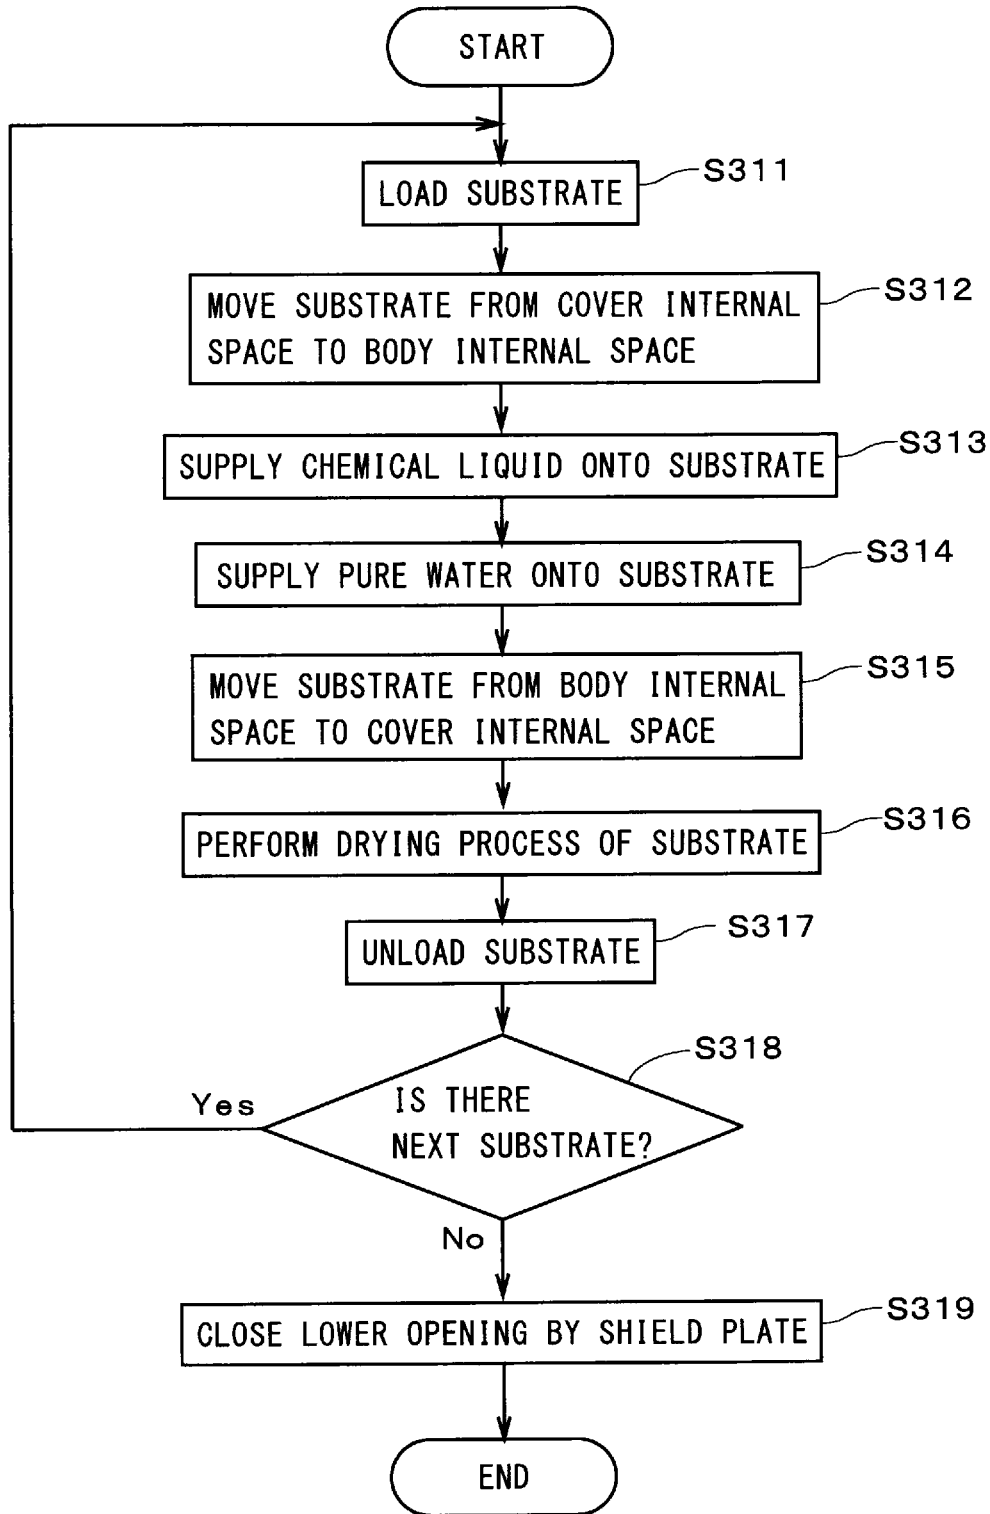 START
LOAD SUBSTRATE
S311
MOVE SUBSTRATE FROM COVER INTERNAL
SPACE TO BODY INTERNAL SPACE
S312
SUPPLY CHEMICAL LIQUID ONTO SUBSTRATE
S313
SUPPLY PURE WATER ONTO SUBSTRATE
S314
MOVE SUBSTRATE FROM BODY INTERNAL
SPACE TO COVER INTERNAL SPACE
S315
PERFORM DRYING PROCESS OF SUBSTRATE
S316
UNLOAD SUBSTRATE
S317
IS THERE
NEXT SUBSTRATE?
S318
Yes
No
CLOSE LOWER OPENING BY SHIELD PLATE
S319
END